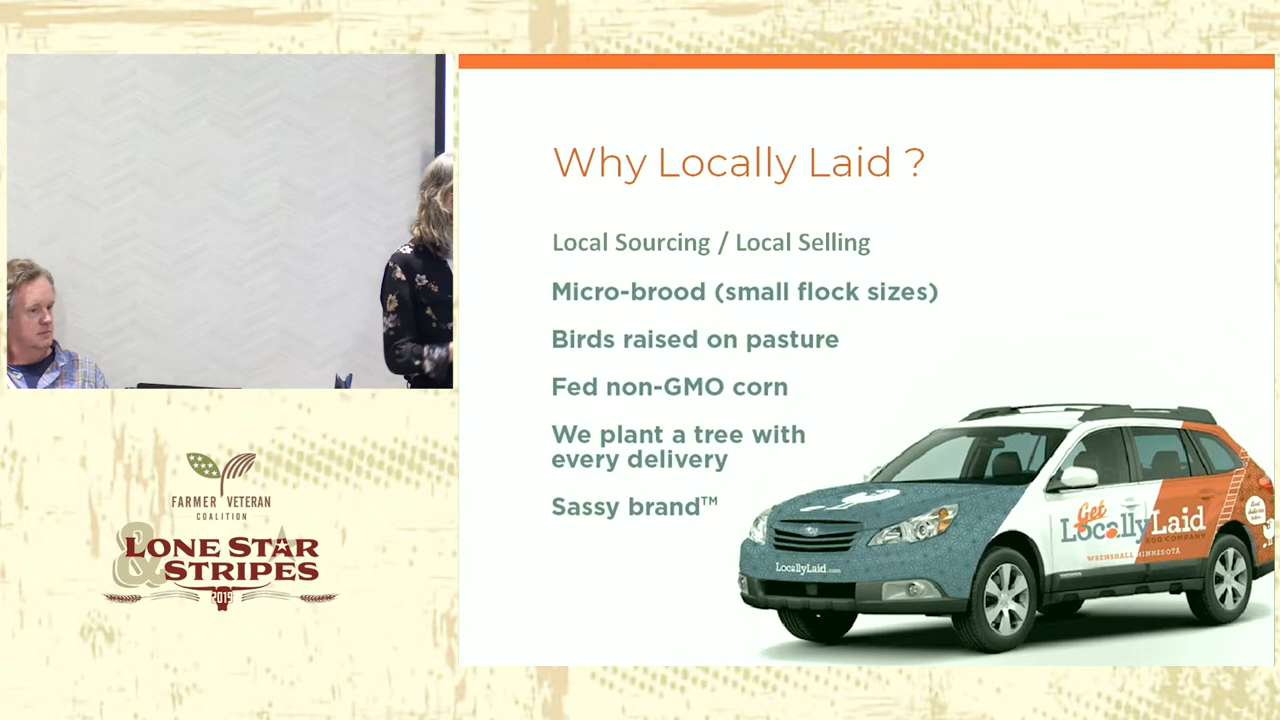 Why Locally Laid ?
Local Sourcing / Local Selling
Micro-brood (small flock sizes)
Birds raised on pasture
Fed non-GMO corn
We plant a tree with
every delivery
Sassy brand™
Get
Locally Laid
EGG COMPANY
WRENSHALL MINNESOTA
LocallyLaid.com
FARMER VETERAN
COALITION
& LONE STAR
STRIPES
2019